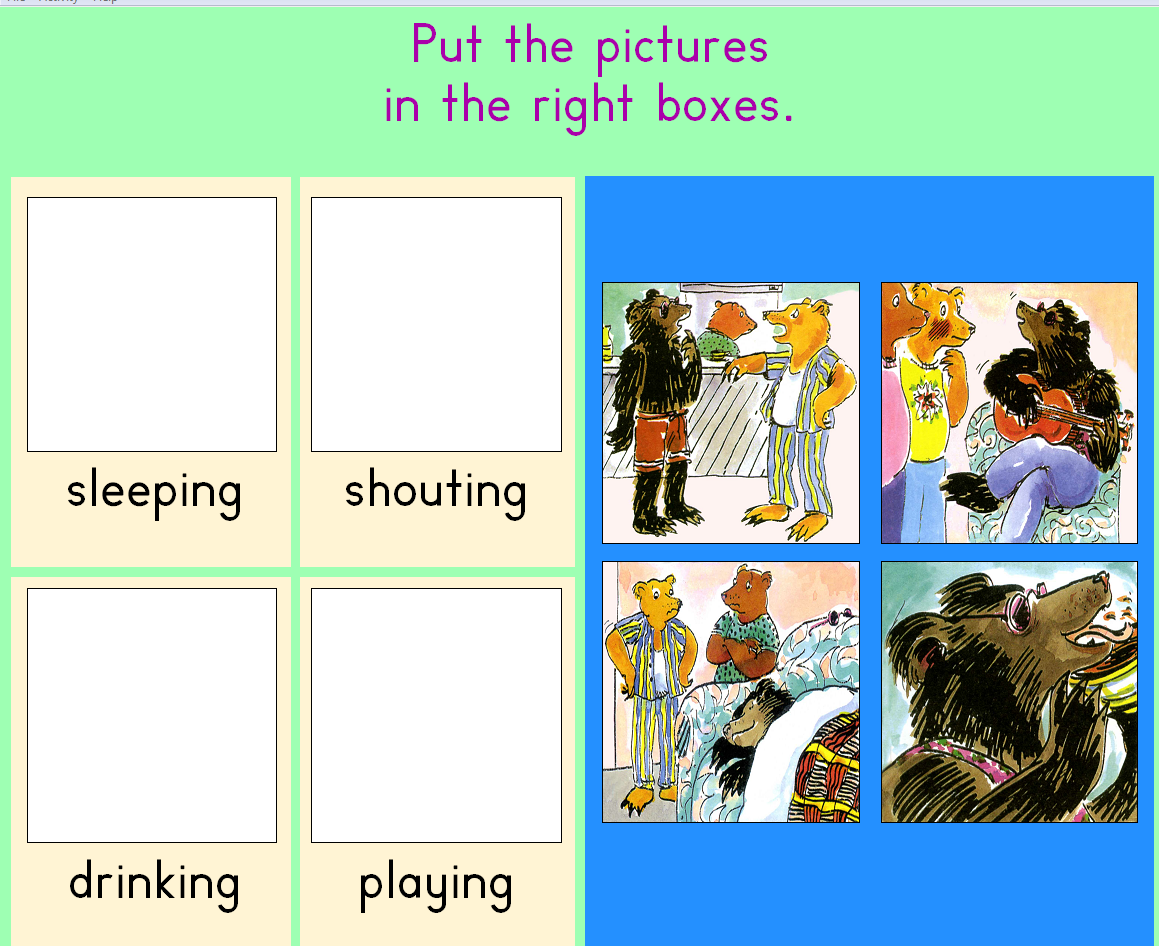 Put the pictures
in the right boxes.
sleeping
shouting
drinking
playing